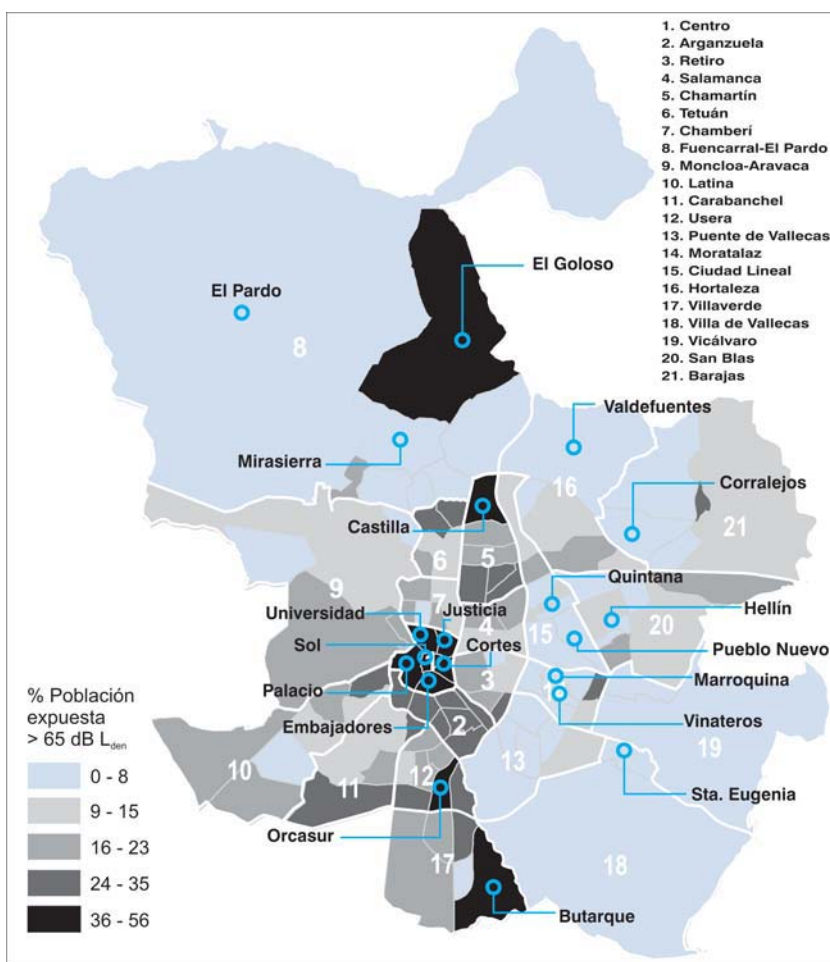 1. Centro
2. Arganzuela
3. Retiro
4. Salamanca
5. Chamartín
6. Tetuán
7. Chamberí
8. Fuencarral-El Pardo
9. Moncloa-Aravaca
10. Latina
11. Carabanchel
12. Usera
13. Puente de Vallecas
14. Moratalaz
15. Ciudad Lineal
16. Hortaleza
17. Villaverde
18. Villa de Vallecas
19. Vicálvaro
20. San Blas
21. Barajas
El Goloso
El Pardo
8
Valdefuentes
Mirasierra
16
Corralejos
Castilla
21
5
6
9
Quintana
7
Universidad
Justicia
Hellín
4
15
20
Sol
Cortes
Pueblo Nuevo
Palacio
3
Marroquina
Embajadores
2
Vinateros
19
13
10
11
12
Sta. Eugenia
Orcasur
17
18
Butarque
% Población
expuesta
> 65 dB Lden
0 - 8
9 - 15
16 - 23
24 - 35
36 - 56